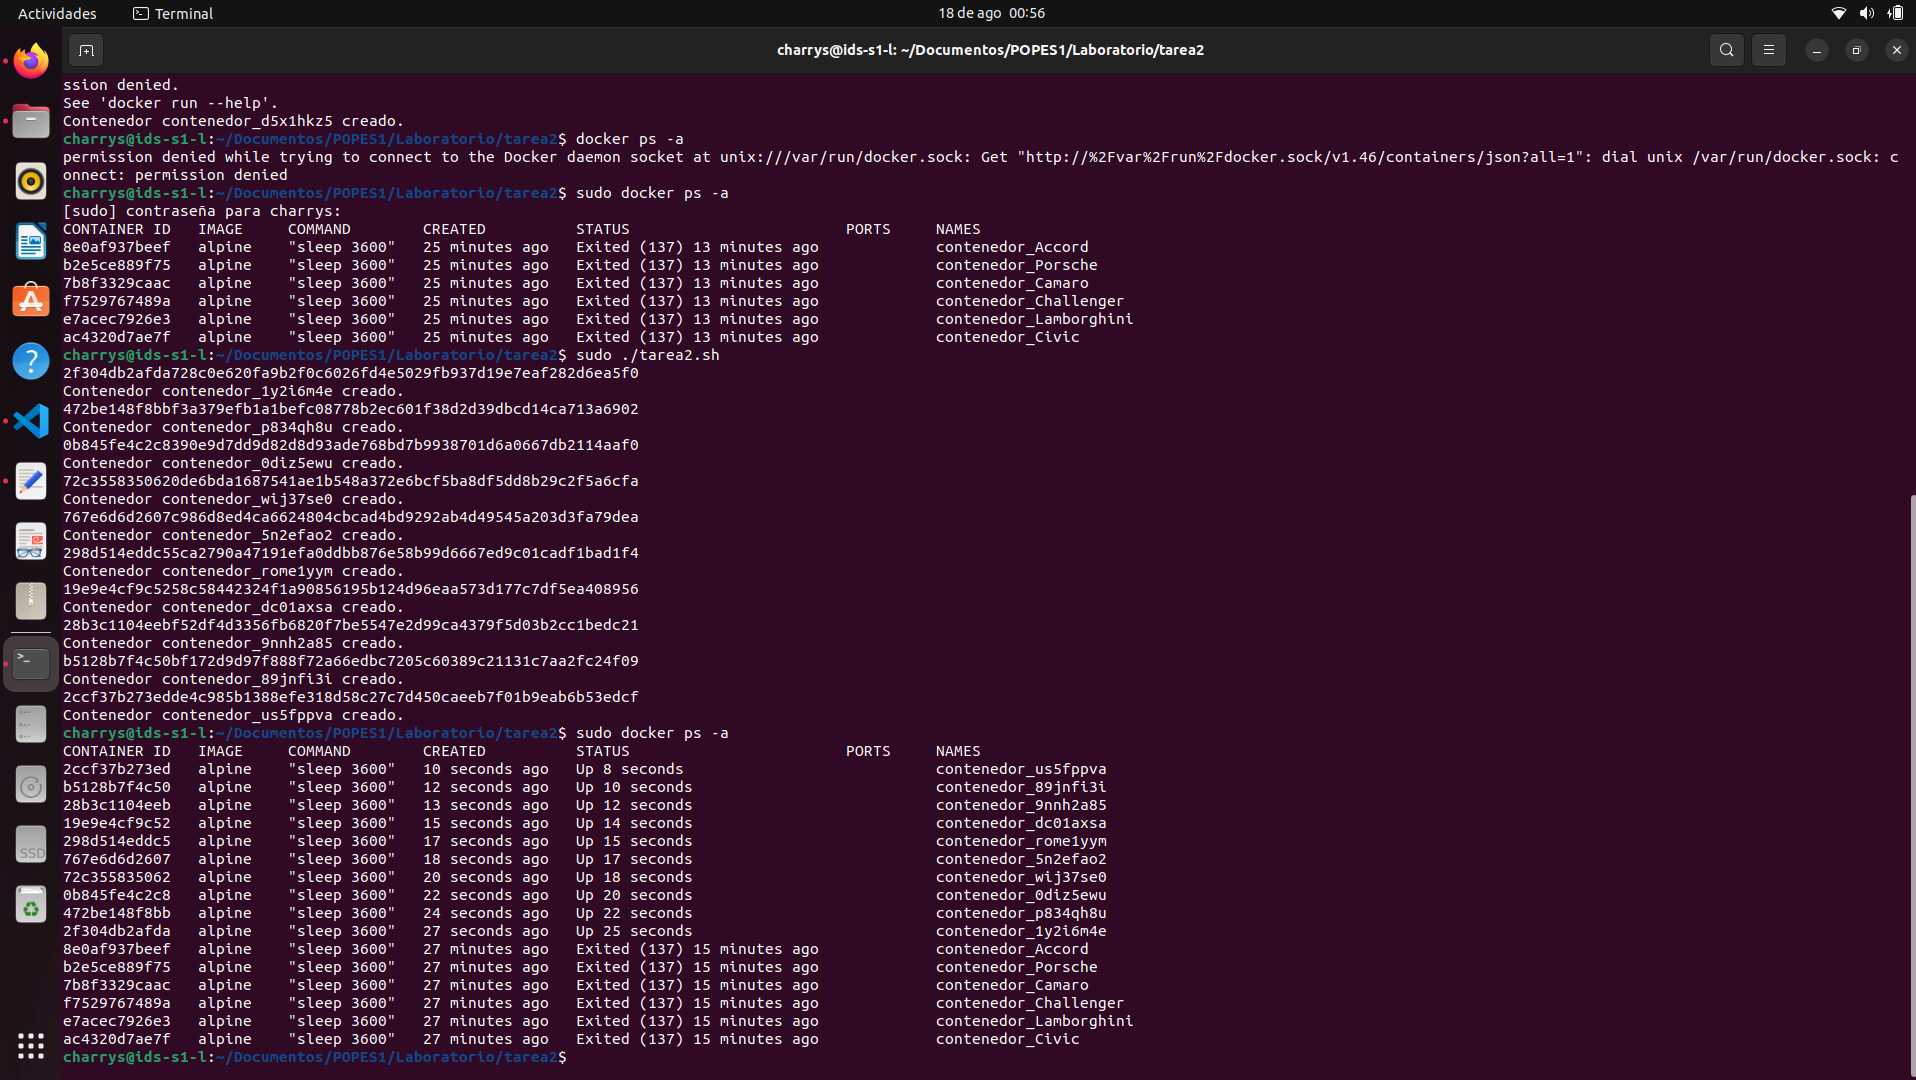 Actividades
Terminal
18 de ago 00:56
charrys@ids-s1-l: ~/Documentos/POPES1/Laboratorio/tarea2
ssion denied.
See 'docker run --help'.
Contenedor contenedor_d5x1hkz5 creado.
charrys@ids-s1-l:~/Documentos/POPES1/Laboratorio/tarea2$ docker ps -a
permission denied while trying to connect to the Docker daemon socket at unix:///var/run/docker.sock: Get "http://%2Fvar%2Frun%2Fdocker.sock/v1.46/containers/json?all=1": dial unix /var/run/docker.sock: c
onnect: permission denied
charrys@ids-s1-l:~/Documentos/POPES1/Laboratorio/tarea2$ sudo docker ps -a
[sudo] contraseña para charrys:
CONTAINER ID   IMAGE     COMMAND        CREATED          STATUS                        PORTS     NAMES
8e0af937beef   alpine    "sleep 3600"   25 minutes ago   Exited (137) 13 minutes ago             contenedor_Accord
b2e5ce889f75   alpine    "sleep 3600"   25 minutes ago   Exited (137) 13 minutes ago             contenedor_Porsche
7b8f3329caac   alpine    "sleep 3600"   25 minutes ago   Exited (137) 13 minutes ago             contenedor_Camaro
f7529767489a   alpine    "sleep 3600"   25 minutes ago   Exited (137) 13 minutes ago             contenedor_Challenger
e7acec7926e3   alpine    "sleep 3600"   25 minutes ago   Exited (137) 13 minutes ago             contenedor_Lamborghini
ac4320d7ae7f   alpine    "sleep 3600"   25 minutes ago   Exited (137) 13 minutes ago             contenedor_Civic
charrys@ids-s1-l:~/Documentos/POPES1/Laboratorio/tarea2$ sudo ./tarea2.sh
2f304db2afda728c0e620fa9b2f0c6026fd4e5029fb937d19e7eaf282d6ea5f0
Contenedor contenedor_1y2i6m4e creado.
472be148f8bbf3a379efb1a1befc08778b2ec601f38d2d39dbcd14ca713a6902
Contenedor contenedor_p834qh8u creado.
0b845fe4c2c8390e9d7dd9d82d8d93ade768bd7b9938701d6a0667db2114aaf0
Contenedor contenedor_0diz5ewu creado.
72c3558350620de6bda1687541ae1b548a372e6bcf5ba8df5dd8b29c2f5a6cfa
Contenedor contenedor_wij37se0 creado.
767e6d6d2607c986d8ed4ca6624804cbcad4bd9292ab4d49545a203d3fa79dea
Contenedor contenedor_5n2efao2 creado.
298d514eddc55ca2790a47191efa0ddbb876e58b99d6667ed9c01cadf1bad1f4
Contenedor contenedor_rome1yym creado.
19e9e4cf9c5258c58442324f1a90856195b124d96eaa573d177c7df5ea408956
Contenedor contenedor_dc01axsa creado.
28b3c1104eebf52df4d3356fb6820f7be5547e2d99ca4379f5d03b2cc1bedc21
Contenedor contenedor_9nnh2a85 creado.
b5128b7f4c50bf172d9d97f888f72a66edbc7205c60389c21131c7aa2fc24f09
Contenedor contenedor_89jnfi3i creado.
2ccf37b273edde4c985b1388efe318d58c27c7d450caeeb7f01b9eab6b53edcf
Contenedor contenedor_us5fppva creado.
charrys@ids-s1-l:~/Documentos/POPES1/Laboratorio/tarea2$ sudo docker ps -a
CONTAINER ID   IMAGE     COMMAND        CREATED          STATUS                        PORTS     NAMES
2ccf37b273ed   alpine    "sleep 3600"   10 seconds ago   Up 8 seconds                            contenedor_us5fppva
b5128b7f4c50   alpine    "sleep 3600"   12 seconds ago   Up 10 seconds                           contenedor_89jnfi3i
28b3c1104eeb   alpine    "sleep 3600"   13 seconds ago   Up 12 seconds                           contenedor_9nnh2a85
19e9e4cf9c52   alpine    "sleep 3600"   15 seconds ago   Up 14 seconds                           contenedor_dc01axsa
298d514eddc5   alpine    "sleep 3600"   17 seconds ago   Up 15 seconds                           contenedor_rome1yym
767e6d6d2607   alpine    "sleep 3600"   18 seconds ago   Up 17 seconds                           contenedor_5n2efao2
72c355835062   alpine    "sleep 3600"   20 seconds ago   Up 18 seconds                           contenedor_wij37se0
0b845fe4c2c8   alpine    "sleep 3600"   22 seconds ago   Up 20 seconds                           contenedor_0diz5ewu
472be148f8bb   alpine    "sleep 3600"   24 seconds ago   Up 22 seconds                           contenedor_p834qh8u
2f304db2afda   alpine    "sleep 3600"   27 seconds ago   Up 25 seconds                           contenedor_1y2i6m4e
8e0af937beef   alpine    "sleep 3600"   27 minutes ago   Exited (137) 15 minutes ago             contenedor_Accord
b2e5ce889f75   alpine    "sleep 3600"   27 minutes ago   Exited (137) 15 minutes ago             contenedor_Porsche
7b8f3329caac   alpine    "sleep 3600"   27 minutes ago   Exited (137) 15 minutes ago             contenedor_Camaro
f7529767489a   alpine    "sleep 3600"   27 minutes ago   Exited (137) 15 minutes ago             contenedor_Challenger
e7acec7926e3   alpine    "sleep 3600"   27 minutes ago   Exited (137) 15 minutes ago             contenedor_Lamborghini
ac4320d7ae7f   alpine    "sleep 3600"   27 minutes ago   Exited (137) 15 minutes ago             contenedor_Civic
charrys@ids-s1-l:~/Documentos/POPES1/Laboratorio/tarea2$
SSD